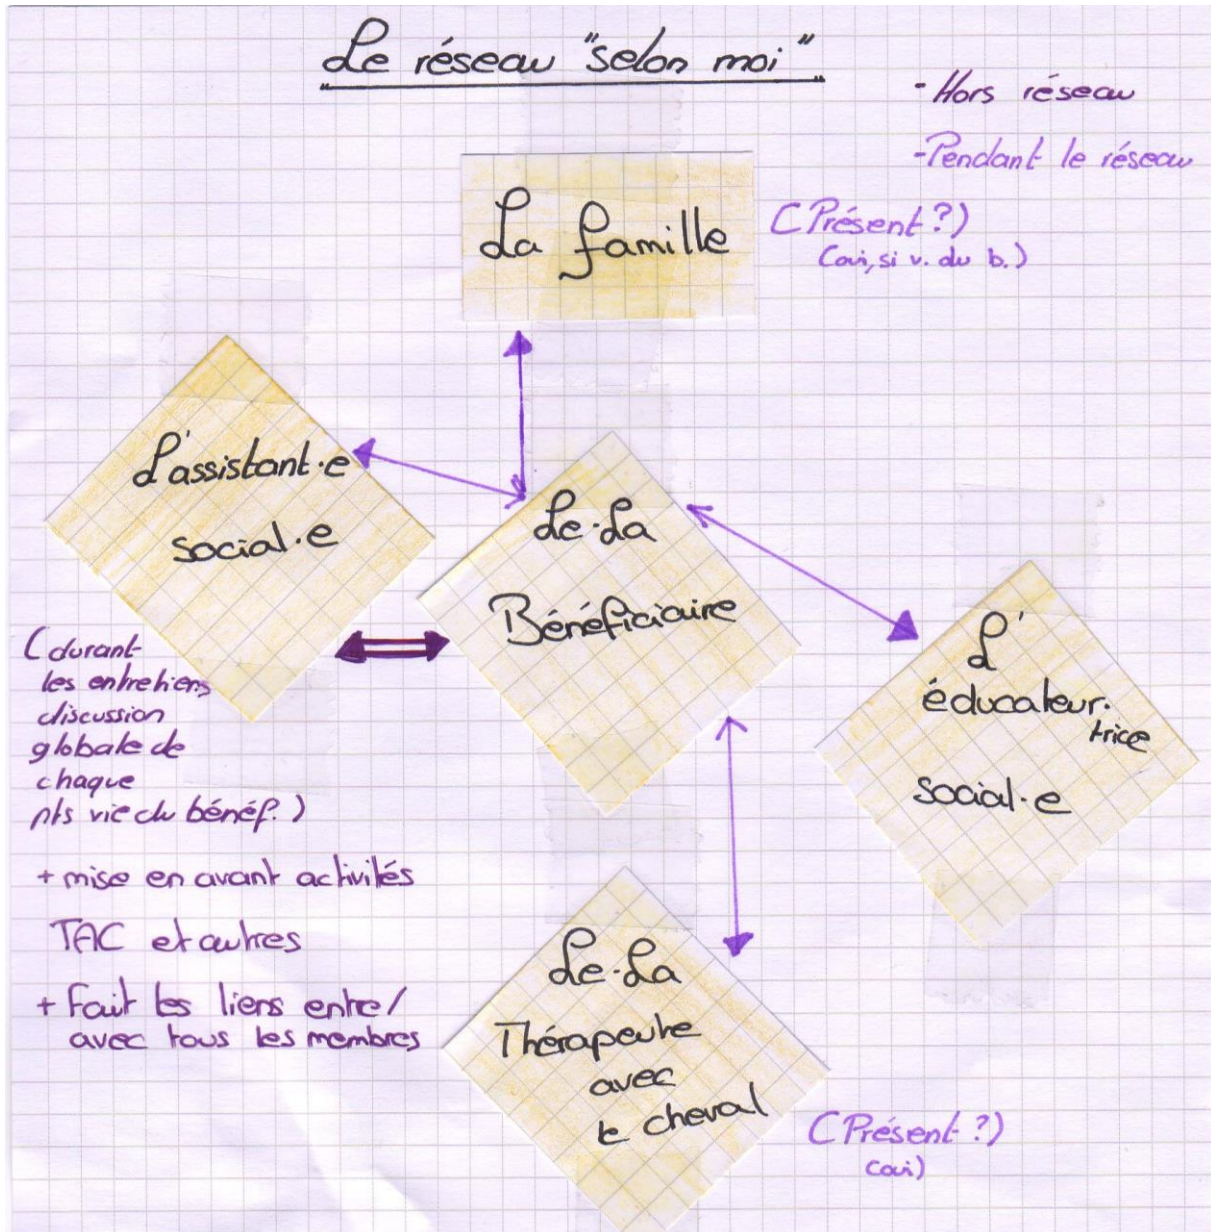 Le réseau "selon moi"
- Hors réseau
- Pendant le réseau
La famille
(Présent ?)
(oui, si v. du b.)
L'assistant·e
social·e
Le·La
Bénéficiaire
L'
éducateur·
trice
social·e
(durant
les entretiens
discussion
globale de
chaque
pts vie du bénéf.)
+ mise en avant activités
TAC et autres
+ Fait les liens entre/
avec tous les membres
Le·La
Thérapeute
avec
le cheval
(Présent ?)
(oui)